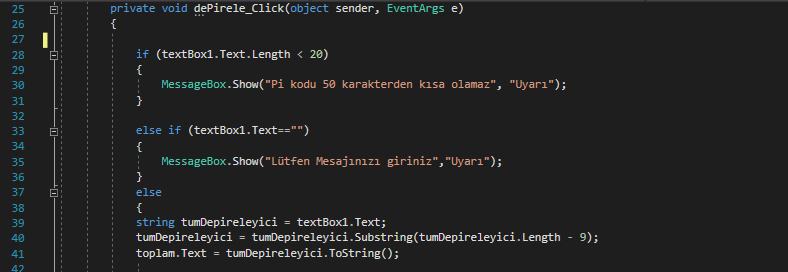 25 private void dePirele_Click(object sender, EventArgs e)
26 {
27
28 if (textBox1.Text.Length < 20)
29 {
30 MessageBox.Show("Pi kodu 50 karakterden kısa olamaz", "Uyarı");
31 }
32
33 else if (textBox1.Text=="")
34 {
35 MessageBox.Show("Lütfen Mesajınızı giriniz","Uyarı");
36 }
37 else
38 {
39 string tumDepireleyici = textBox1.Text;
40 tumDepireleyici = tumDepireleyici.Substring(tumDepireleyici.Length - 9);
41 toplam.Text = tumDepireleyici.ToString();
42